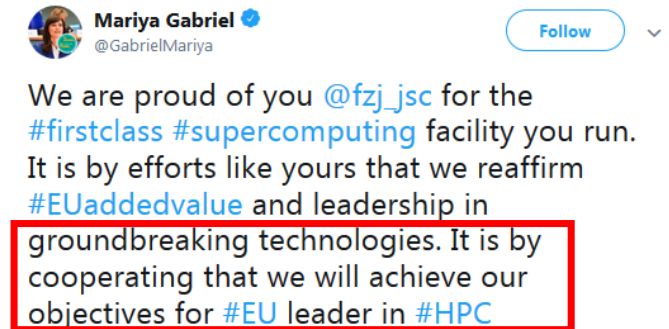 Mariya Gabriel
@GabrielMariya
Follow
We are proud of you @fzj_jsc for the
#firstclass #supercomputing facility you run.
It is by efforts like yours that we reaffirm
#EUaddedvalue and leadership in
groundbreaking technologies. It is by
cooperating that we will achieve our
objectives for #EU leader in #HPC